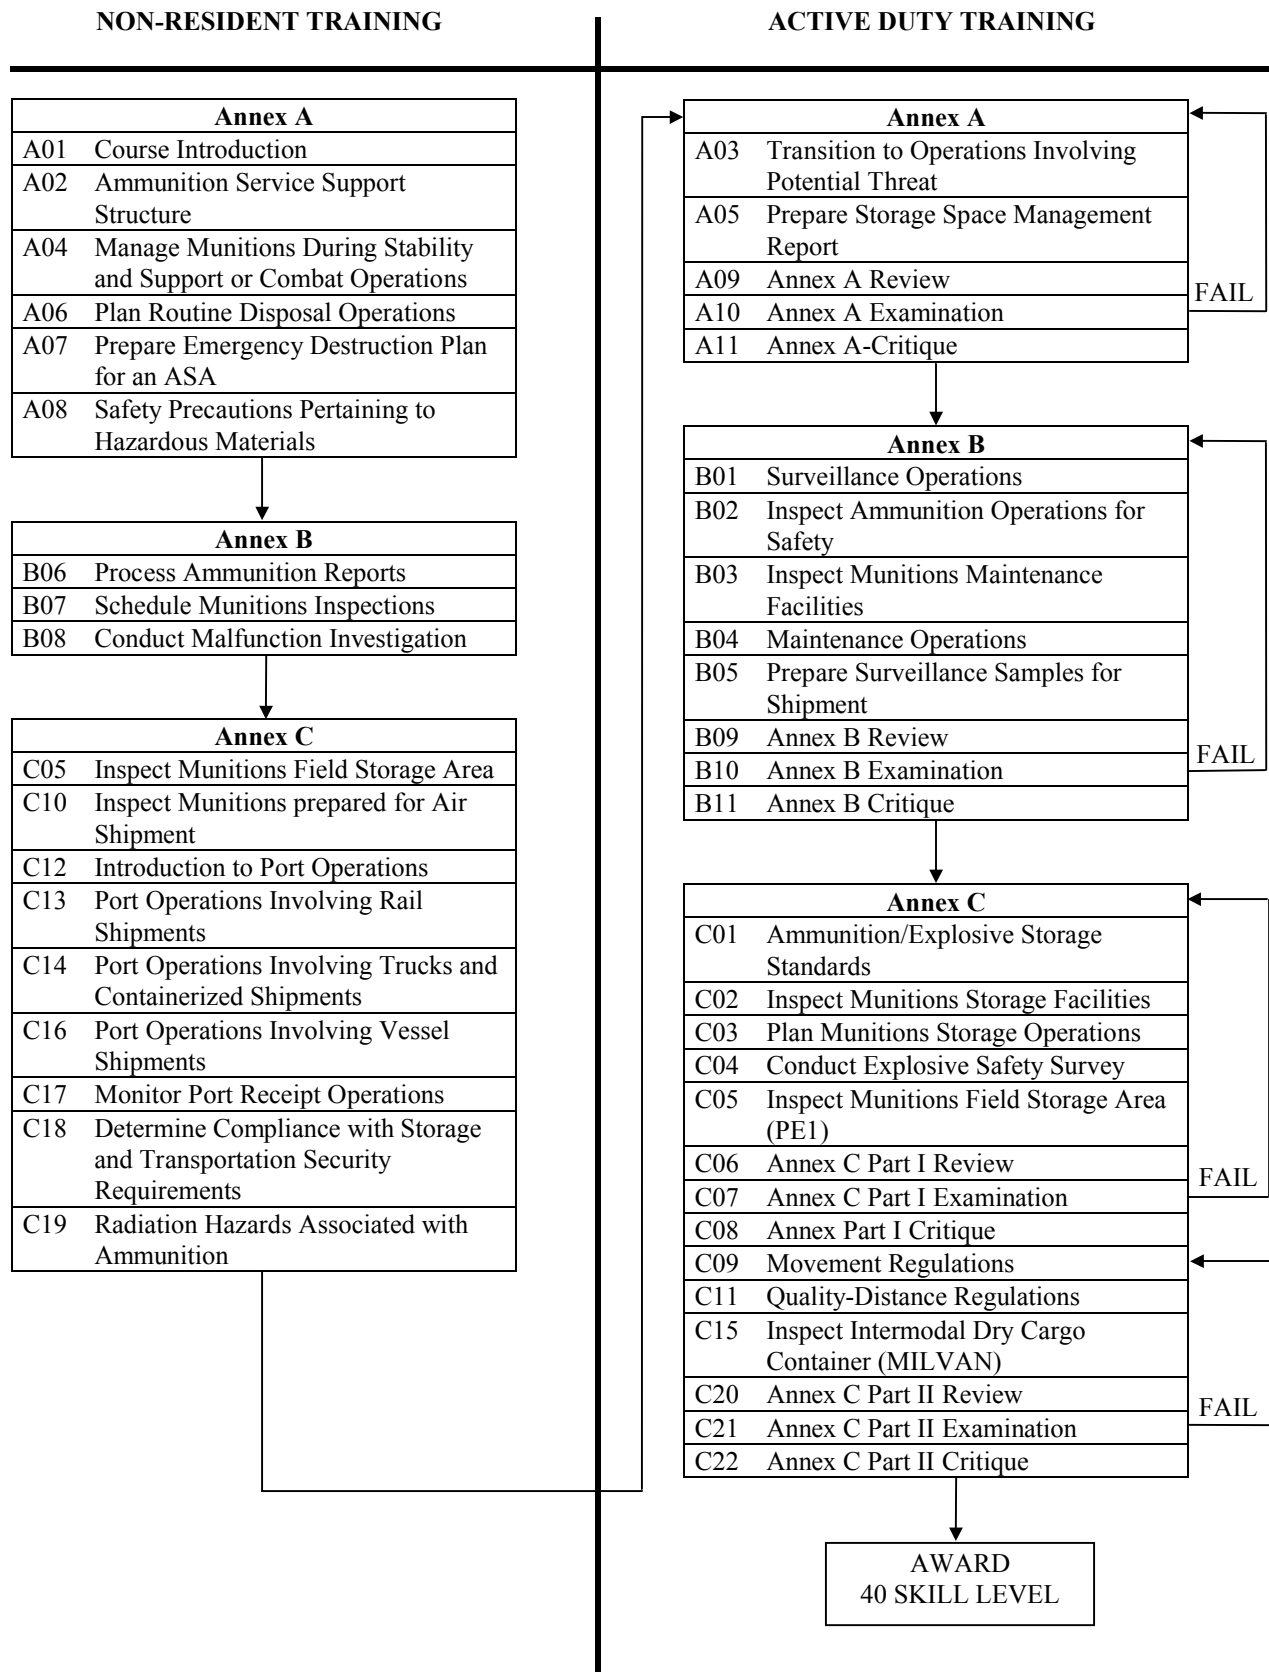 NON-RESIDENT TRAINING
Annex A
A01 Course Introduction
A02 Ammunition Service Support
Structure
A04 Manage Munitions During Stability
and Support or Combat Operations
A06 Plan Routine Disposal Operations
A07 Prepare Emergency Destruction Plan
for an ASA
A08 Safety Precautions Pertaining to
Hazardous Materials
Annex B
B06 Process Ammunition Reports
B07 Schedule Munitions Inspections
B08 Conduct Malfunction Investigation
Annex C
C05 Inspect Munitions Field Storage Area
C10 Inspect Munitions prepared for Air
Shipment
C12 Introduction to Port Operations
C13 Port Operations Involving Rail
Shipments
C14 Port Operations Involving Trucks and
Containerized Shipments
C16 Port Operations Involving Vessel
Shipments
C17 Monitor Port Receipt Operations
C18 Determine Compliance with Storage
and Transportation Security
Requirements
C19 Radiation Hazards Associated with
Ammunition
ACTIVE DUTY TRAINING
Annex A
A03 Transition to Operations Involving
Potential Threat
A05 Prepare Storage Space Management
Report
A09 Annex A Review
A10 Annex A Examination
A11 Annex A-Critique
FAIL
Annex B
B01 Surveillance Operations
B02 Inspect Ammunition Operations for
Safety
B03 Inspect Munitions Maintenance
Facilities
B04 Maintenance Operations
B05 Prepare Surveillance Samples for
Shipment
B09 Annex B Review
B10 Annex B Examination
B11 Annex B Critique
FAIL
Annex C
C01 Ammunition/Explosive Storage
Standards
C02 Inspect Munitions Storage Facilities
C03 Plan Munitions Storage Operations
C04 Conduct Explosive Safety Survey
C05 Inspect Munitions Field Storage Area
(PE1)
C06 Annex C Part I Review
C07 Annex C Part I Examination
C08 Annex Part I Critique
FAIL
C09 Movement Regulations
C11 Quality-Distance Regulations
C15 Inspect Intermodal Dry Cargo
Container (MILVAN)
C20 Annex C Part II Review
C21 Annex C Part II Examination
C22 Annex C Part II Critique
FAIL
AWARD
40 SKILL LEVEL